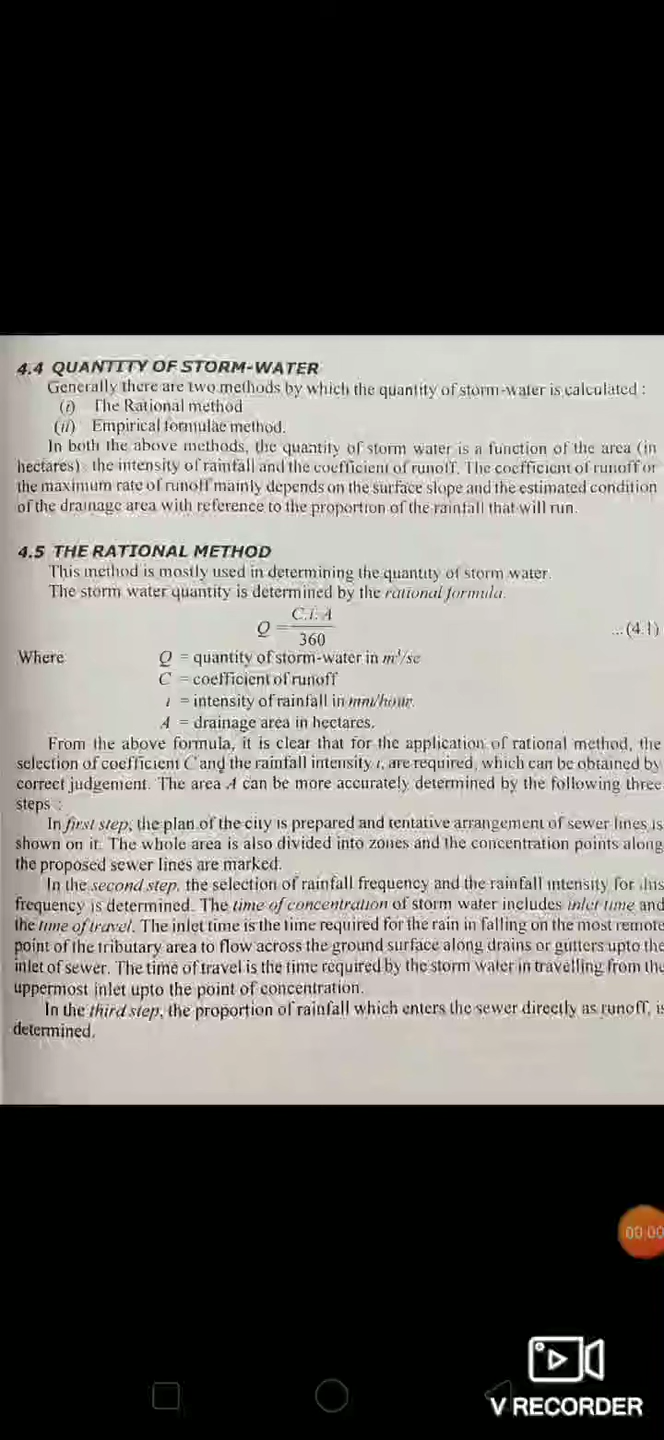 4.4 QUANTITY OF STORM-WATER
Generally there are two methods by which the quantity of storm-water is calculated :
(i) The Rational method
(ii) Empirical formulae method.
In both the above methods, the quantity of storm water is a function of the area (in
hectares) the intensity of rainfall and the coefficient of runoff. The coefficient of runoff or
the maximum rate of runoff mainly depends on the surface slope and the estimated condition
of the drainage area with reference to the proportion of the rainfall that will run.
4.5 THE RATIONAL METHOD
This method is mostly used in determining the quantity of storm water.
The storm water quantity is determined by the rational formula.
Q = C.i.A / 360 ...(4.1)
Where Q = quantity of storm-water in m³/se
C = coefficient of runoff
i = intensity of rainfall in mm/hour.
A = drainage area in hectares.
From the above formula, it is clear that for the application of rational method, the
selection of coefficient C and the rainfall intensity i, are required, which can be obtained by
correct judgement. The area A can be more accurately determined by the following three
steps :
In first step, the plan of the city is prepared and tentative arrangement of sewer lines is
shown on it. The whole area is also divided into zones and the concentration points along
the proposed sewer lines are marked.
In the second step, the selection of rainfall frequency and the rainfall intensity for this
frequency is determined. The time of concentration of storm water includes inlet time and
the time of travel. The inlet time is the time required for the rain in falling on the most remote
point of the tributary area to flow across the ground surface along drains or gutters upto the
inlet of sewer. The time of travel is the time required by the storm water in travelling from the
uppermost inlet upto the point of concentration.
In the third step, the proportion of rainfall which enters the sewer directly as runoff, is
determined.
00:00
V RECORDER